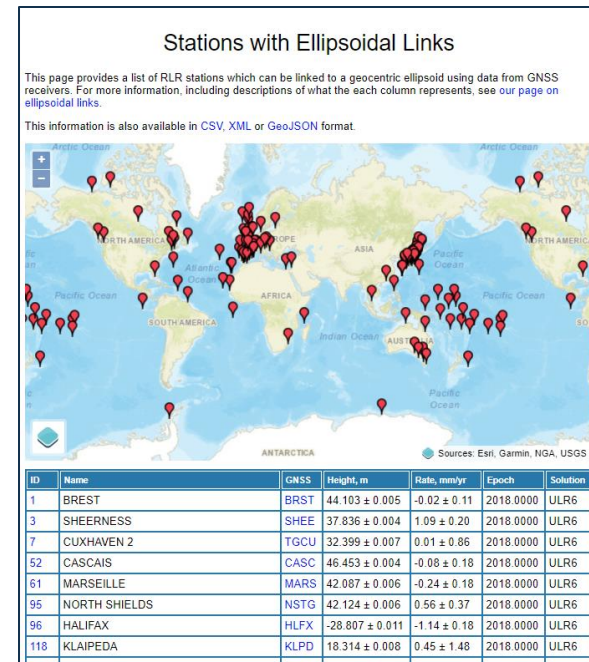 Stations with Ellipsoidal Links
This page provides a list of RLR stations which can be linked to a geocentric ellipsoid using data from GNSS
receivers. For more information, including descriptions of what the each column represents, see our page on
ellipsoidal links.
This information is also available in CSV, XML or GeoJSON format.
Arctic Ocean
Arctic Ocean
+
−
NORTH AMERICA
EUROPE
ASIA
NORTH AMERICA
Atlantic
Ocean
Pacific
Ocean
Pacific Ocean
AFRICA
Pacific Ocean
SOUTH AMERICA
Indian Ocean
AUSTRALIA
SO
Pacific
Ocean
ANTARCTICA
Sources: Esri, Garmin, NGA, USGS
ID Name GNSS Height, m Rate, mm/yr Epoch Solution
1 BREST BRST 44.103 ± 0.005 -0.02 ± 0.11 2018.0000 ULR6
3 SHEERNESS SHEE 37.836 ± 0.004 1.09 ± 0.20 2018.0000 ULR6
7 CUXHAVEN 2 TGCU 32.399 ± 0.007 0.01 ± 0.86 2018.0000 ULR6
52 CASCAIS CASC 46.453 ± 0.004 -0.08 ± 0.18 2018.0000 ULR6
61 MARSEILLE MARS 42.087 ± 0.006 -0.24 ± 0.18 2018.0000 ULR6
95 NORTH SHIELDS NSTG 42.124 ± 0.006 0.56 ± 0.37 2018.0000 ULR6
96 HALIFAX HLFX -28.807 ± 0.011 -1.14 ± 0.18 2018.0000 ULR6
118 KLAIPEDA KLPD 18.314 ± 0.008 0.45 ± 1.48 2018.0000 ULR6